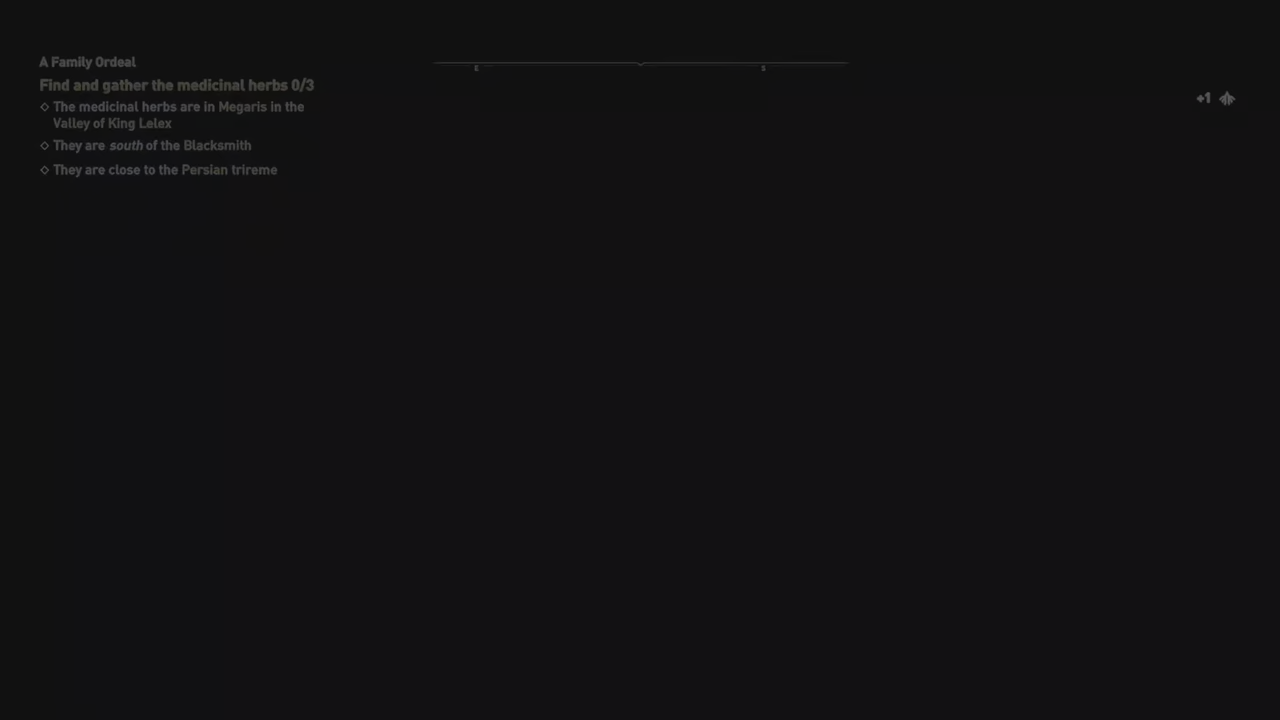 A Family Ordeal
Find and gather the medicinal herbs 0/3
◇ The medicinal herbs are in Megaris in the
Valley of King Lelex
◇ They are south of the Blacksmith
◇ They are close to the Persian trireme
E
S
+1